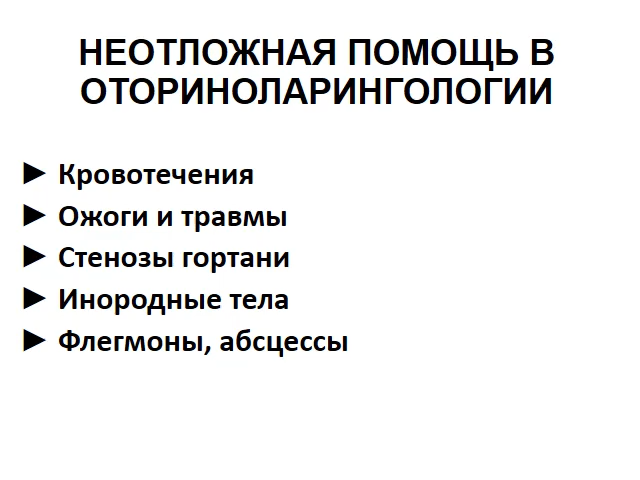 НЕОТЛОЖНАЯ ПОМОЩЬ В
ОТОРИНОЛАРИНГОЛОГИИ
► Кровотечения
► Ожоги и травмы
► Стенозы гортани
► Инородные тела
► Флегмоны, абсцессы